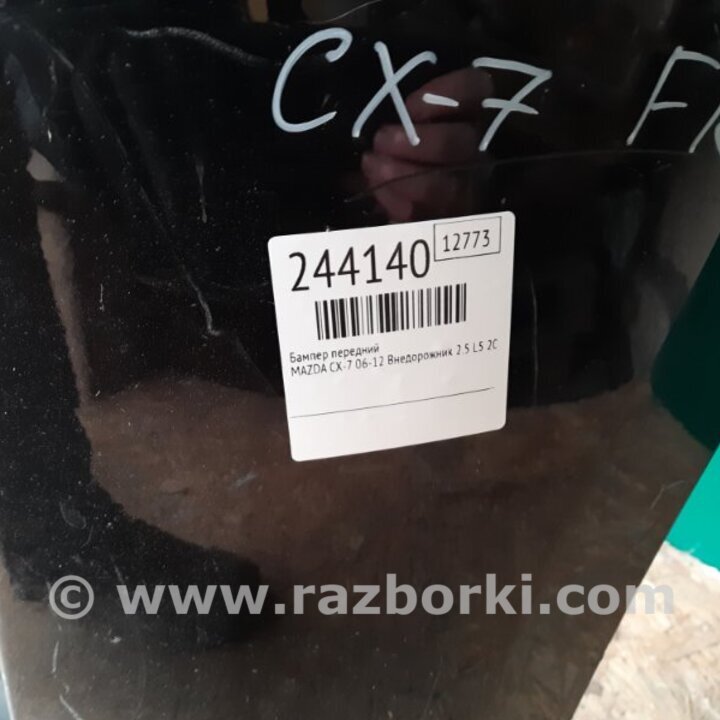 CX-7 FR
244140 12773
Бампер передний
MAZDA CX-7 06-12 Внедорожник 2.5 L5 2C
© www.razborki.com